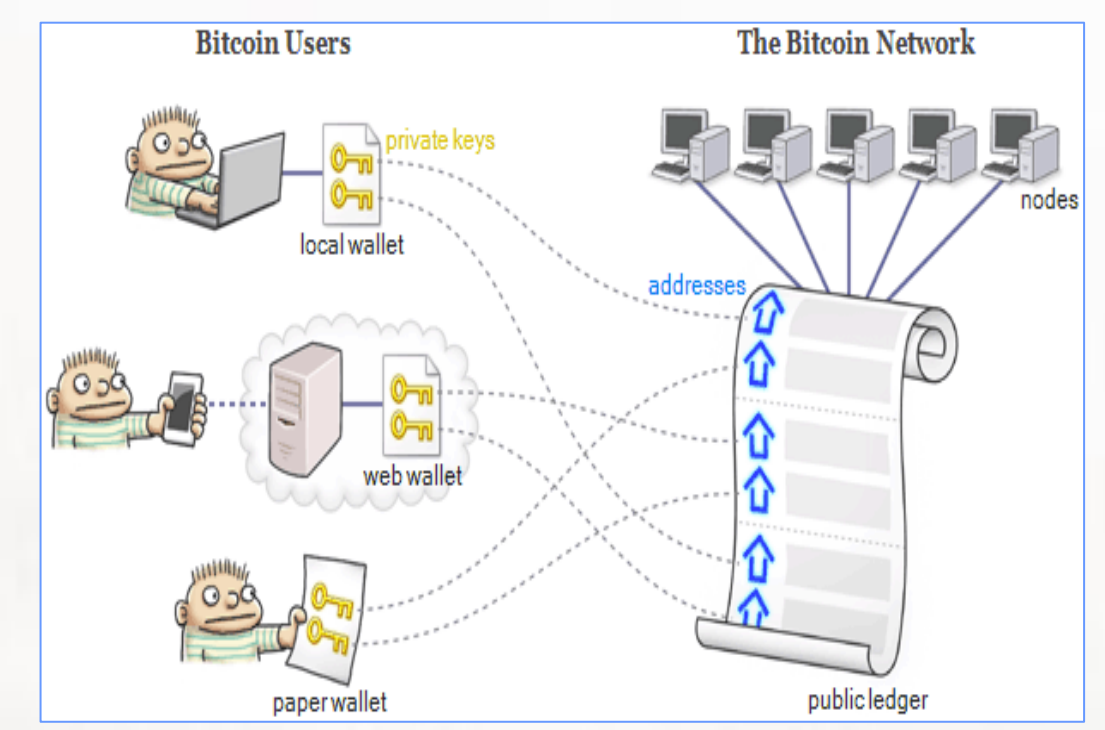 Bitcoin Users
The Bitcoin Network
private keys
local wallet
nodes
addresses
web wallet
paper wallet
public ledger